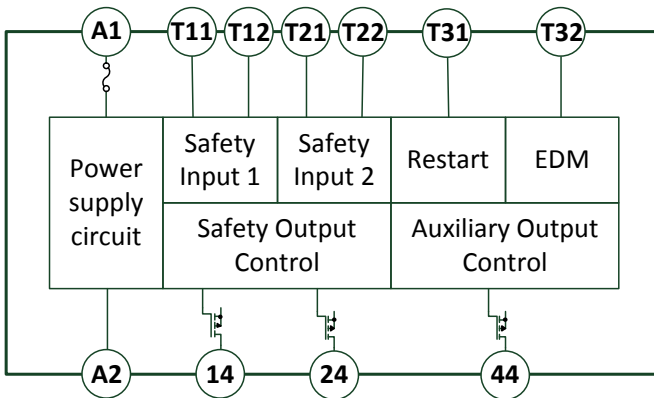 A1 T11 T12 T21 T22 T31 T32
Power
supply
circuit
Safety
Input 1
Safety
Input 2
Restart
EDM
Safety Output
Control
Auxiliary Output
Control
A2 14 24 44